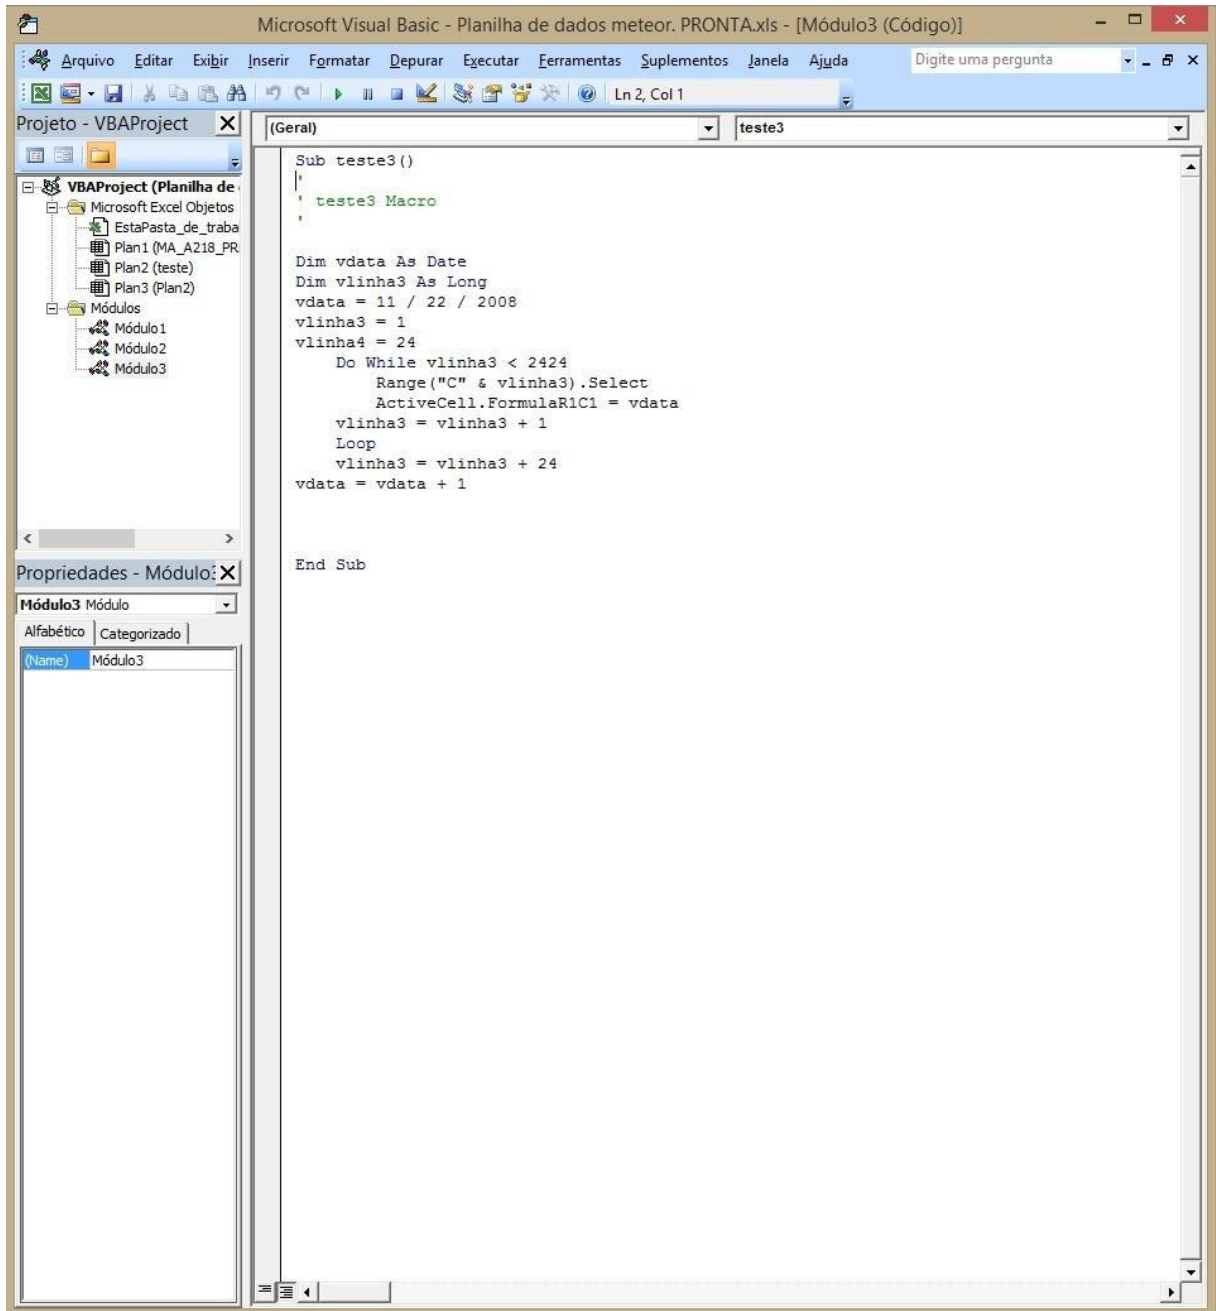 Microsoft Visual Basic - Planilha de dados meteor. PRONTA.xls - [Módulo3 (Código)]
Arquivo Editar Exibir Inserir Formatar Depurar Executar Ferramentas Suplementos Janela Ajuda Digite uma pergunta
Ln 2, Col 1
Projeto - VBAProject
VBAProject (Planilha de
Microsoft Excel Objetos
EstaPasta_de_traba
Plan1 (MA_A218_PR
Plan2 (teste)
Plan3 (Plan2)
Módulos
Módulo1
Módulo2
Módulo3
Propriedades - Módulo3
Módulo3 Módulo
Alfabético Categorizado
(Name) Módulo3
(Geral) teste3
Sub teste3()
'
' teste3 Macro
'
Dim vdata As Date
Dim vlinha3 As Long
vdata = 11 / 22 / 2008
vlinha3 = 1
vlinha4 = 24
Do While vlinha3 < 2424
Range("C" & vlinha3).Select
ActiveCell.FormulaR1C1 = vdata
vlinha3 = vlinha3 + 1
Loop
vlinha3 = vlinha3 + 24
vdata = vdata + 1
End Sub